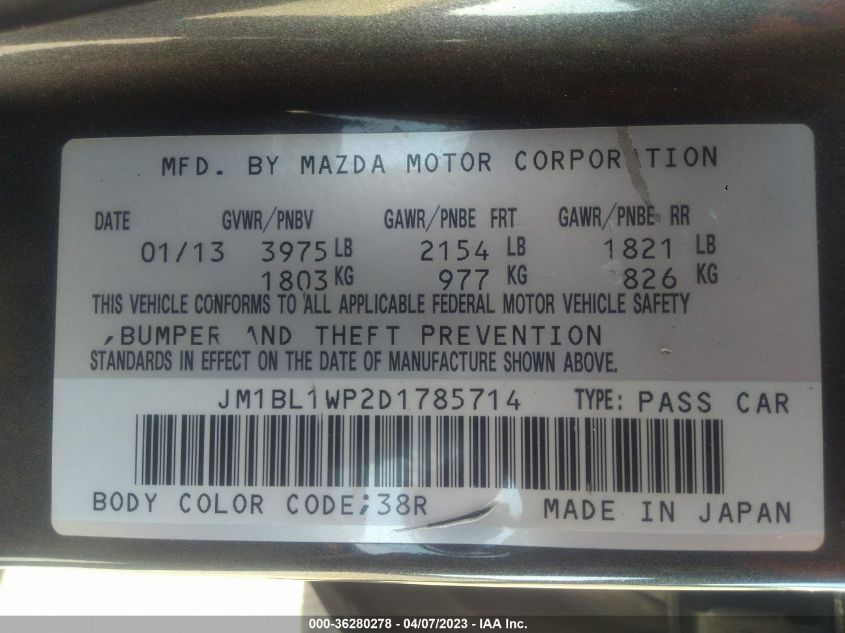 MFD. BY MAZDA MOTOR CORPORATION
DATE GVWR/PNBV GAWR/PNBE FRT GAWR/PNBE RR
01/13 3975 LB 2154 LB 1821 LB
1803 KG 977 KG 826 KG
THIS VEHICLE CONFORMS TO ALL APPLICABLE FEDERAL MOTOR VEHICLE SAFETY
,BUMPER AND THEFT PREVENTION
STANDARDS IN EFFECT ON THE DATE OF MANUFACTURE SHOWN ABOVE.
JM1BL1WP2D1785714 TYPE: PASS CAR
BODY COLOR CODE;38R MADE IN JAPAN
000-36280278 - 04/07/2023 - IAA Inc.